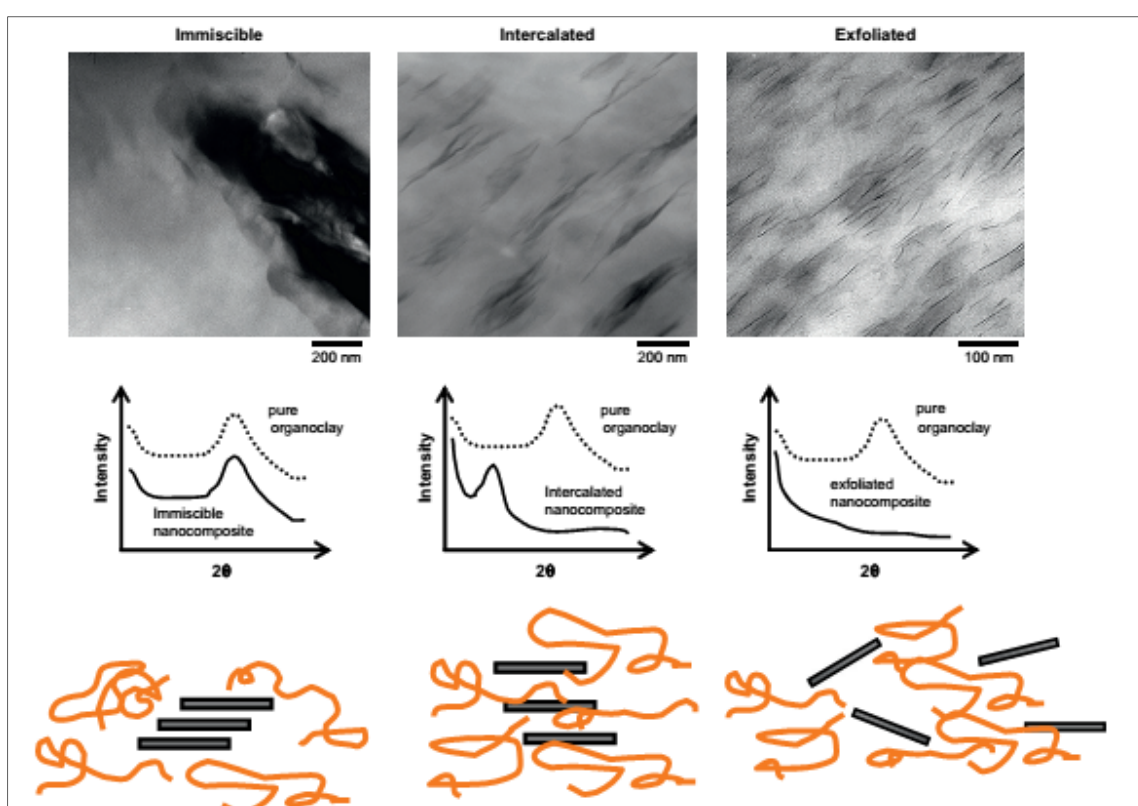 Immiscible
Intercalated
Exfoliated
200 nm
200 nm
100 nm
Intensity
pure
organoclay
Immiscible
nanocomposite
2θ
Intensity
pure
organoclay
Intercalated
nanocomposite
2θ
Intensity
pure
organoclay
exfoliated
nanocomposite
2θ